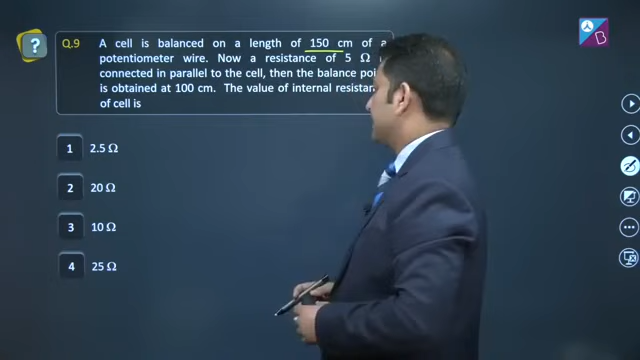 ?
Q.9 A cell is balanced on a length of 150 cm of a
potentiometer wire. Now a resistance of 5 Ω
connected in parallel to the cell, then the balance
is obtained at 100 cm. The value of internal
of cell is
1 2.5 Ω
2 20 Ω
3 10 Ω
4 25 Ω
B